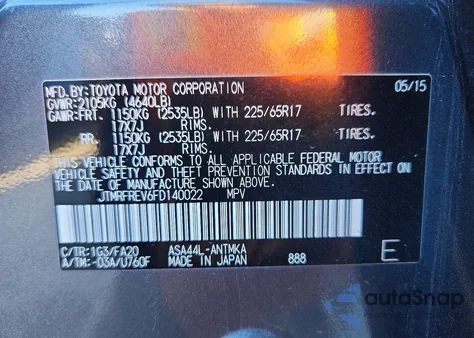 MFD.BY:TOYOTA MOTOR CORPORATION 05/15
GVWR:2105KG (4640LB)
GAWR:FRT. 1150KG (2535LB) WITH 225/65R17 TIRES.
17X7J RIMS.
RR. 1150KG (2535LB) WITH 225/65R17 TIRES.
17X7J RIMS.
THIS VEHICLE CONFORMS TO ALL APPLICABLE FEDERAL MOTOR
VEHICLE SAFETY AND THEFT PREVENTION STANDARDS IN EFFECT ON
THE DATE OF MANUFACTURE SHOWN ABOVE.
JTMRFREV6FD140022 MPV
C/TR:1G3/FA20 ASA44L-ANTMKA
A/TM:-03A/U760F MADE IN JAPAN 888 E
autoSnap